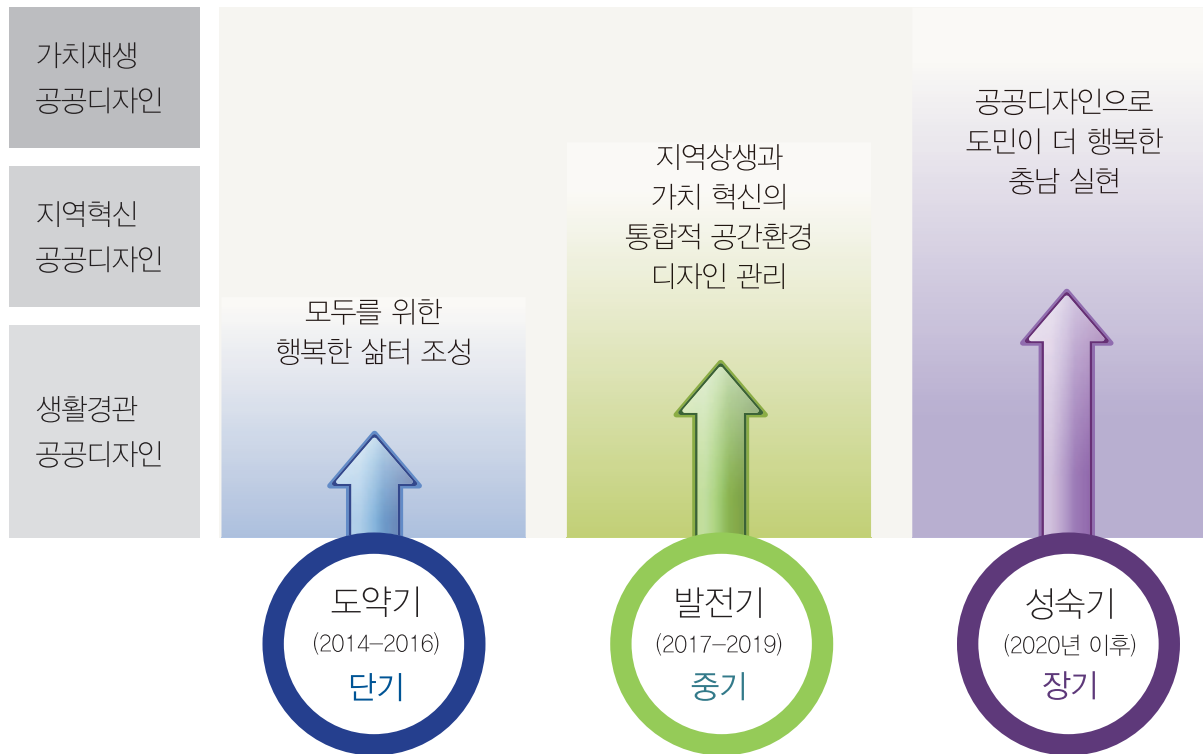 가치재생
공공디자인
지역혁신
공공디자인
생활경관
공공디자인
모두를 위한
행복한 삶터 조성
지역상생과
가치 혁신의
통합적 공간환경
디자인 관리
공공디자인으로
도민이 더 행복한
충남 실현
도약기
(2014-2016)
단기
발전기
(2017-2019)
중기
성숙기
(2020년 이후)
장기